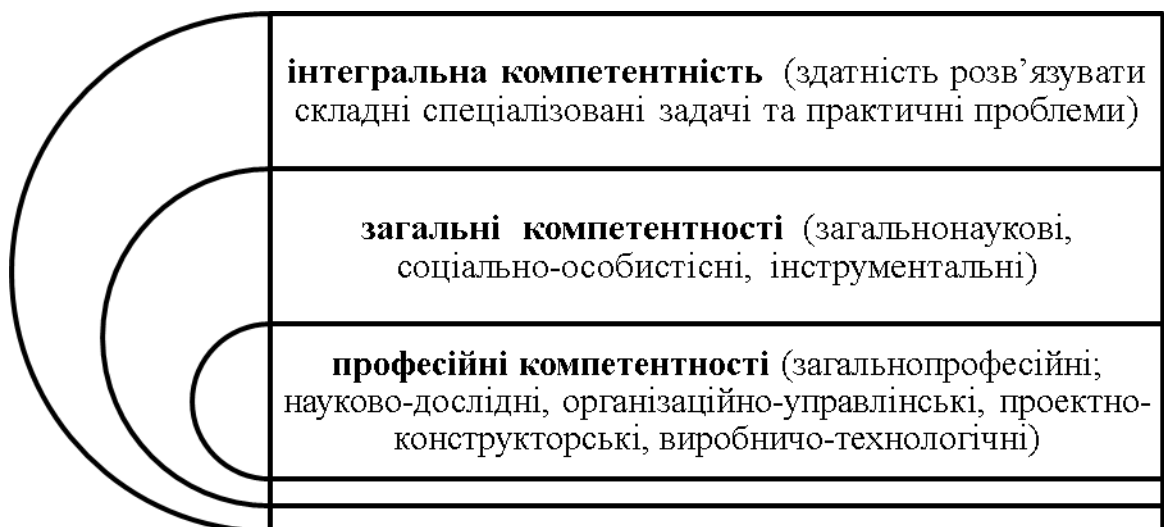 інтегральна компетентність (здатність розв’язувати
складні спеціалізовані задачі та практичні проблеми)
загальні компетентності (загальнонаукові,
соціально-особистісні, інструментальні)
професійні компетентності (загальнопрофесійні;
науково-дослідні, організаційно-управлінські, проектно-
конструкторські, виробничо-технологічні)